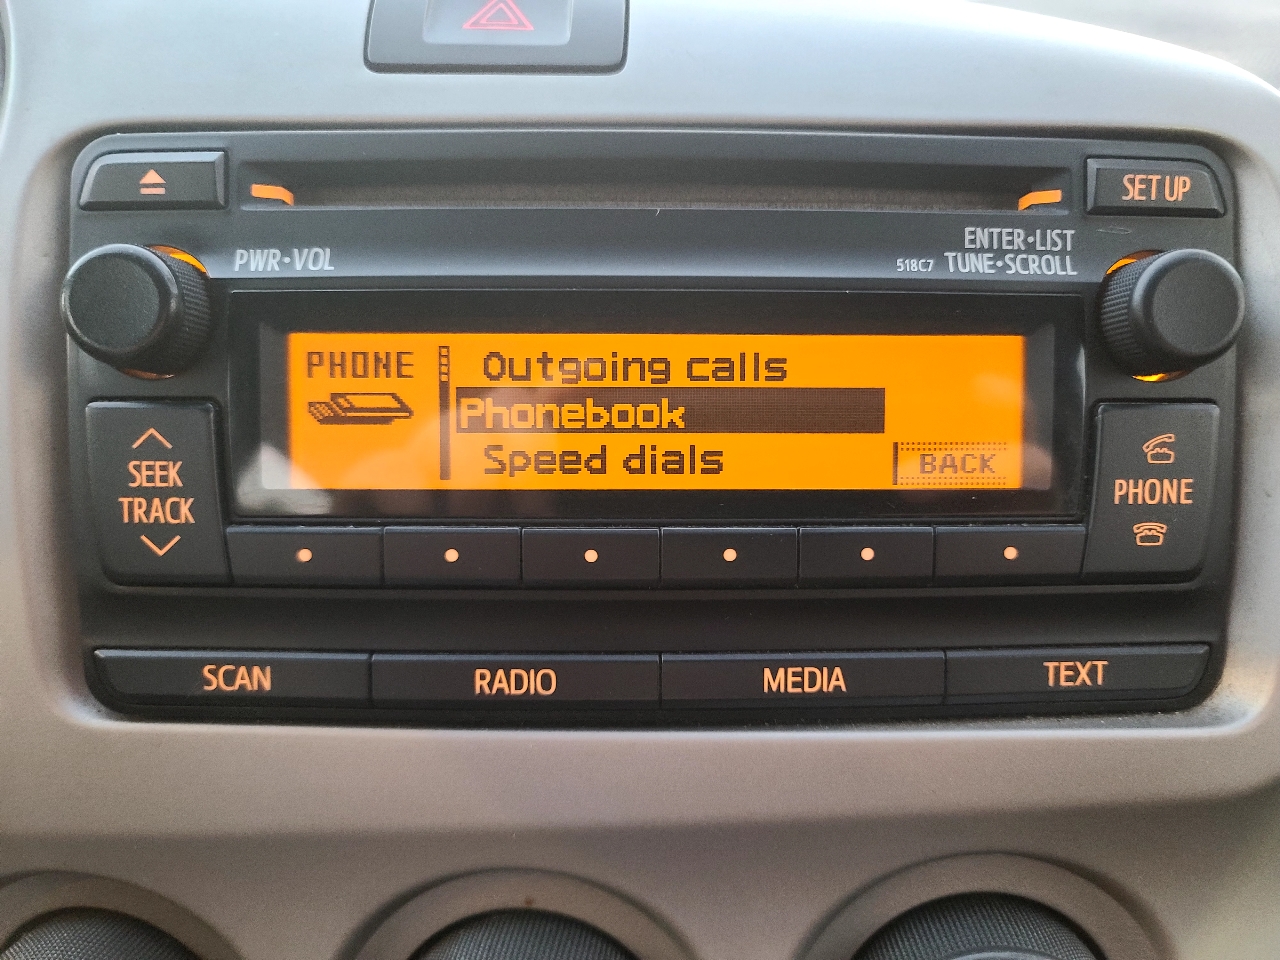 SET UP
PWR•VOL
ENTER•LIST
518C7 TUNE•SCROLL
PHONE
Outgoing calls
Phonebook
Speed dials
BACK
SEEK
TRACK
PHONE
SCAN
RADIO
MEDIA
TEXT